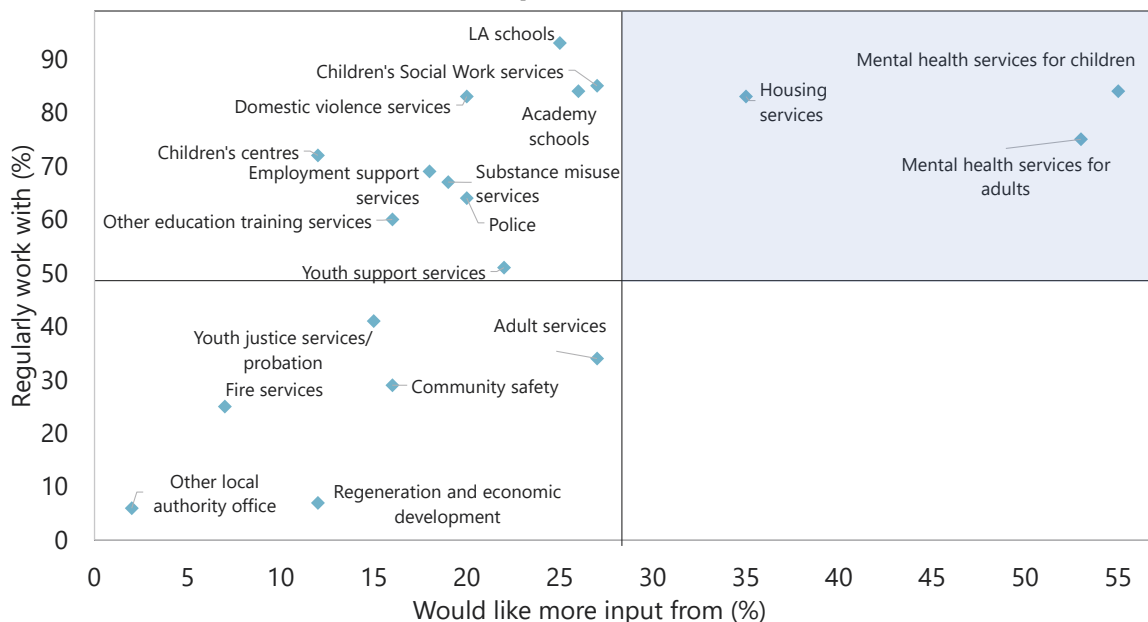 LA schools
90
Children's Social Work services
Mental health services for children
80
Domestic violence services
Academy
schools
Housing
services
70
Children's centres
Employment support
services
Substance misuse
services
Mental health services for
adults
60
Other education training services
Police
50
Youth support services
40
Youth justice services/
probation
Adult services
30
Fire services
Community safety
20
10
Other local
authority office
Regeneration and economic
development
0
0 5 10 15 20 25 30 35 40 45 50 55
Regularly work with (%)
Would like more input from (%)